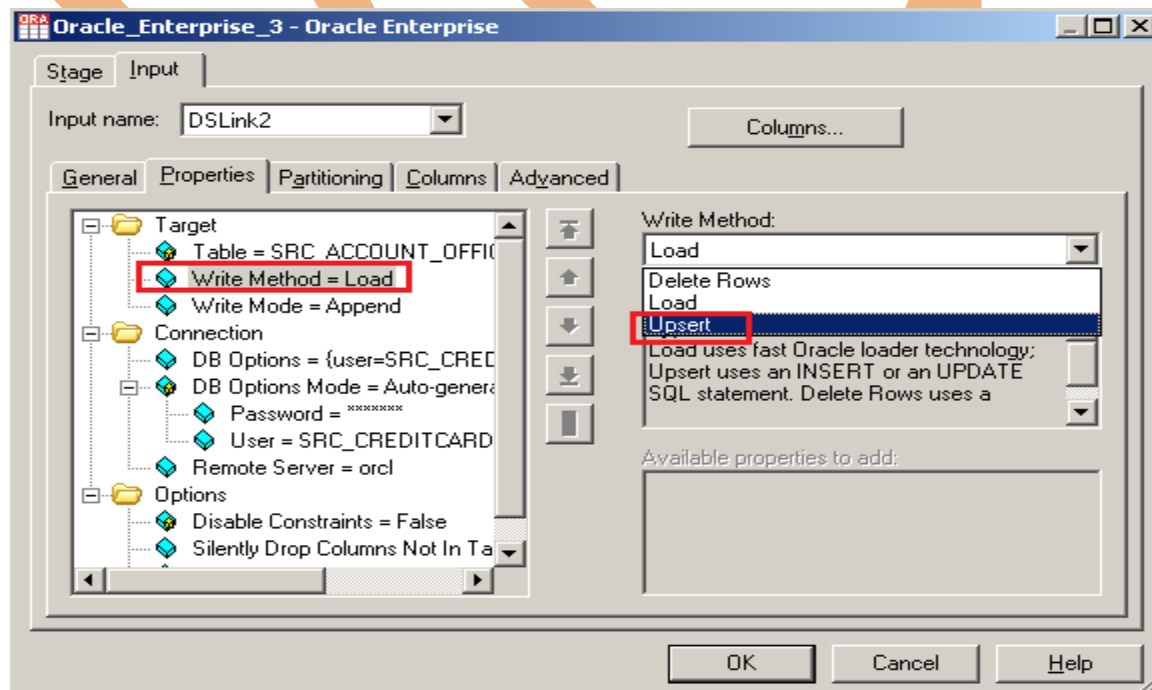 Oracle_Enterprise_3 - Oracle Enterprise
Stage Input
Input name: DSLink2
Columns...
General Properties Partitioning Columns Advanced
Target
Table = SRC_ACCOUNT_OFFI
Write Method = Load
Write Mode = Append
Connection
DB Options = {user=SRC_CRED
DB Options Mode = Auto-genera
Password = *******
User = SRC_CREDITCARD
Remote Server = orcl
Options
Disable Constraints = False
Silently Drop Columns Not In Ta
Write Method:
Load
Delete Rows
Load
Upsert
Load uses fast Oracle loader technology;
Upsert uses an INSERT or an UPDATE
SQL statement. Delete Rows uses a
Available properties to add:
OK Cancel Help